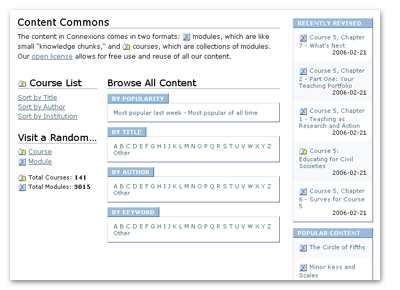 Content Commons
The content in Connexions comes in two formats: modules, which are like
small "knowledge chunks," and courses, which are collections of modules.
Our open license allows for free use and reuse of all our content.
Course List
Sort by Title
Sort by Author
Sort by Institution
Visit a Random...
Course
Module
Total Courses: 141
Total Modules: 3015
Browse All Content
BY POPULARITY
Most popular last week - Most popular of all time
BY TITLE
A B C D E F G H I J K L M N O P Q R S T U V W X Y Z
Other
BY AUTHOR
A B C D E F G H I J K L M N O P Q R S T U V W X Y Z
Other
BY KEYWORD
A B C D E F G H I J K L M N O P Q R S T U V W X Y Z
Other
RECENTLY REVISED
Course 5, Chapter
7 - What's Next
2006-02-21
Course 5, Chapter
2 - Part One: Your
Teaching Portfolio
2006-02-21
Course 5, Chapter
1 - Teaching as
Research and Action
2006-02-21
Course 5:
Educating for Civil
Societies
2006-02-21
Course 5, Chapter
6 - Survey for Course
5
2006-02-21
POPULAR CONTENT
The Circle of Fifths
Minor Keys and
Scales